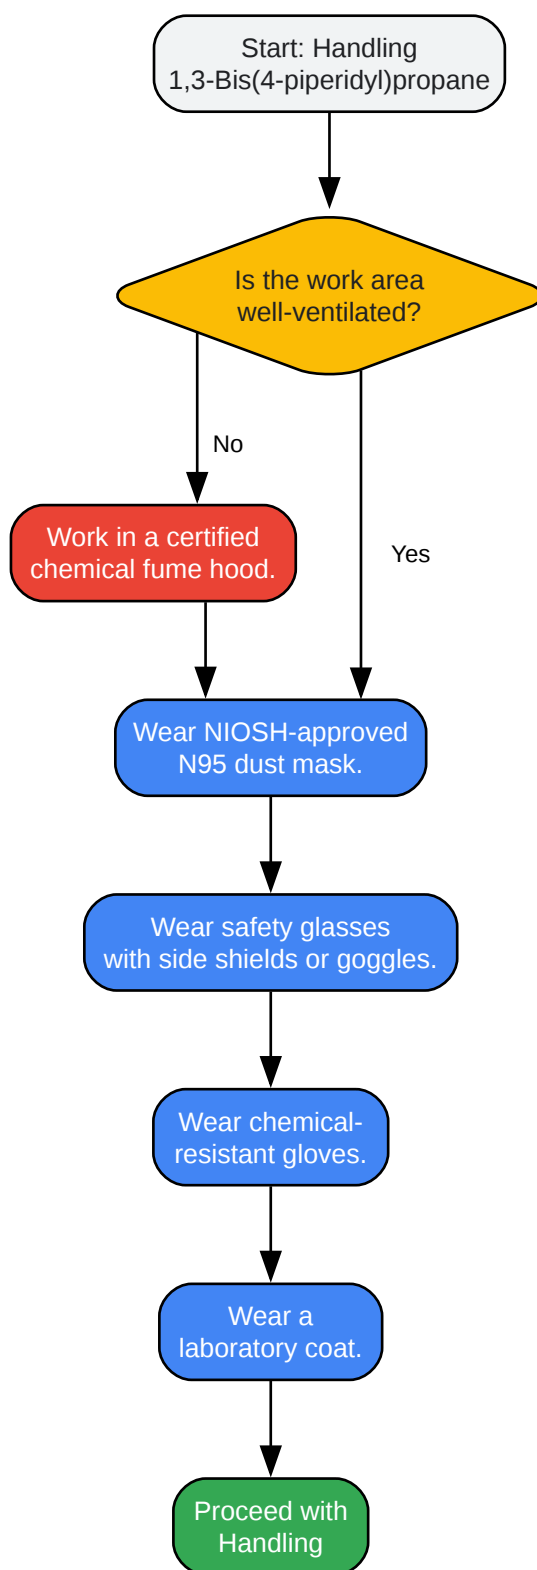 Start: Handling
1,3-Bis(4-piperidyl)propane
Is the work area
well-ventilated?
No
Work in a certified
chemical fume hood.
Yes
Wear NIOSH-approved
N95 dust mask.
Wear safety glasses
with side shields or goggles.
Wear chemical-
resistant gloves.
Wear a
laboratory coat.
Proceed with
Handling